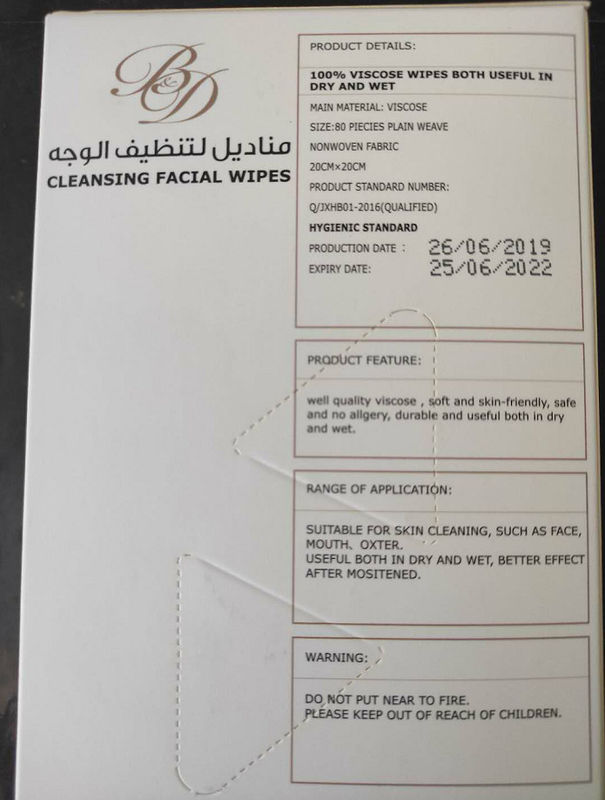 B&D
مناديل لتنظيف الوجه
CLEANSING FACIAL WIPES
PRODUCT DETAILS:
100% VISCOSE WIPES BOTH USEFUL IN
DRY AND WET
MAIN MATERIAL: VISCOSE
SIZE:80 PIECIES PLAIN WEAVE
NONWOVEN FABRIC
20CM×20CM
PRODUCT STANDARD NUMBER:
Q/JXHB01-2016(QUALIFIED)
HYGIENIC STANDARD
PRODUCTION DATE : 26/06/2019
EXPIRY DATE: 25/06/2022
PRODUCT FEATURE:
well quality viscose , soft and skin-friendly, safe
and no allgery, durable and useful both in dry
and wet.
RANGE OF APPLICATION:
SUITABLE FOR SKIN CLEANING, SUCH AS FACE,
MOUTH、OXTER.
USEFUL BOTH IN DRY AND WET, BETTER EFFECT
AFTER MOSITENED.
WARNING:
DO NOT PUT NEAR TO FIRE.
PLEASE KEEP OUT OF REACH OF CHILDREN.